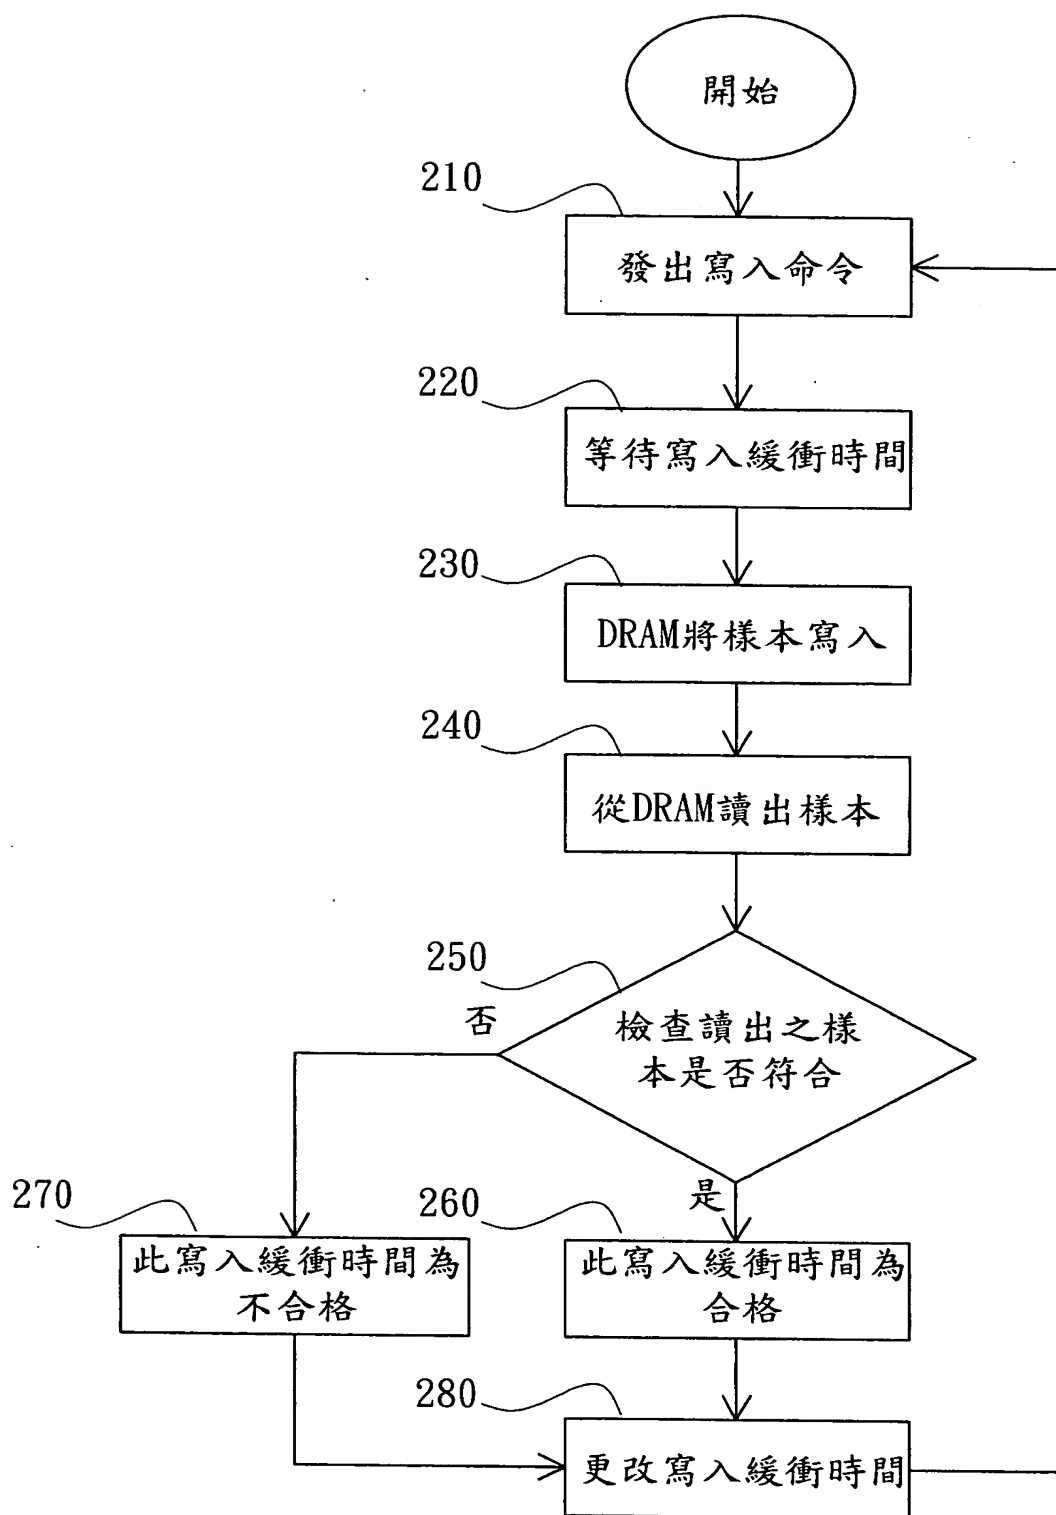 開始
210
發出寫入命令
220
等待寫入緩衝時間
230
DRAM將樣本寫入
240
從DRAM讀出樣本
250
否
檢查讀出之樣
本是否符合
是
270
此寫入緩衝時間為
不合格
260
此寫入緩衝時間為
合格
280
更改寫入緩衝時間